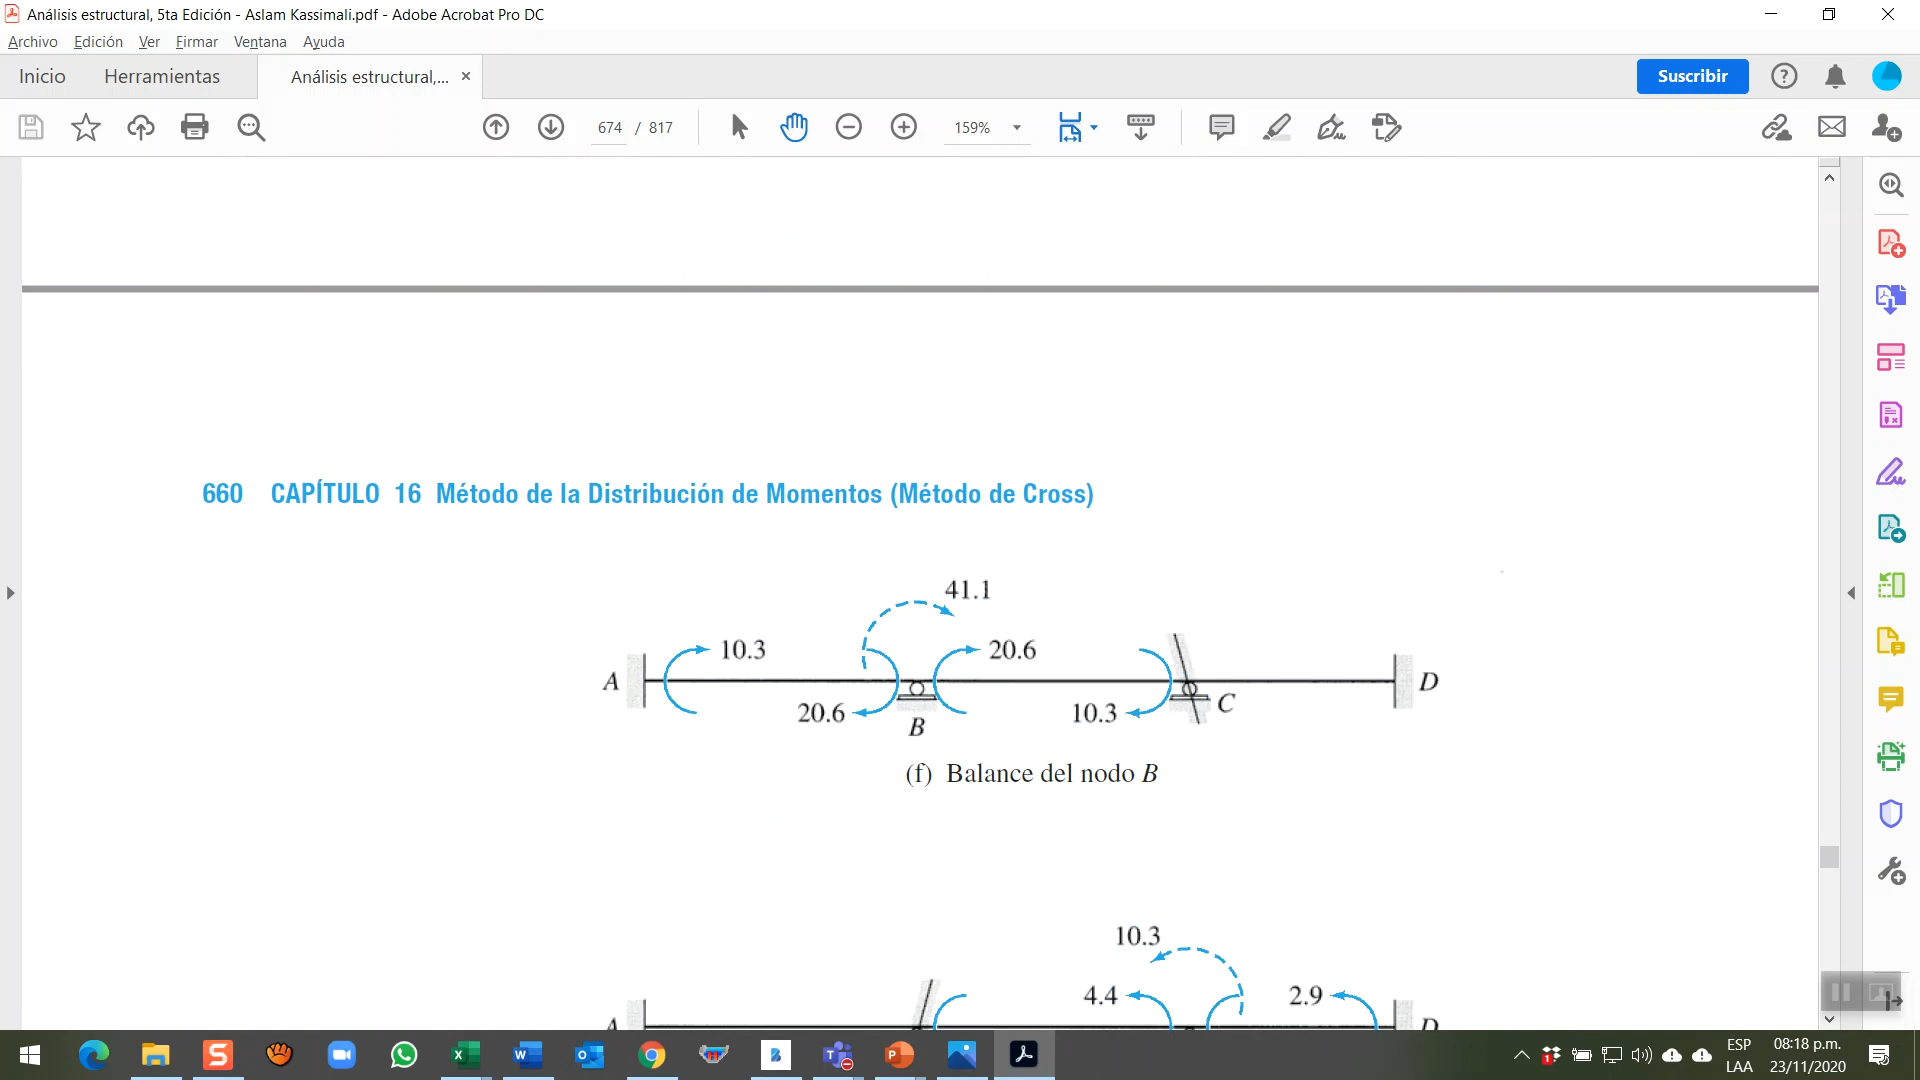 Análisis estructural, 5ta Edición - Aslam Kassimali.pdf - Adobe Acrobat Pro DC
Archivo Edición Ver Firmar Ventana Ayuda
Inicio Herramientas Análisis estructural,... × Suscribir
674 / 817 159%
660 CAPÍTULO 16 Método de la Distribución de Momentos (Método de Cross)
41.1
10.3 20.6
A D
20.6 10.3 C
B
(f) Balance del nodo B
10.3
4.4 2.9
A D
ESP 08:18 p.m.
LAA 23/11/2020